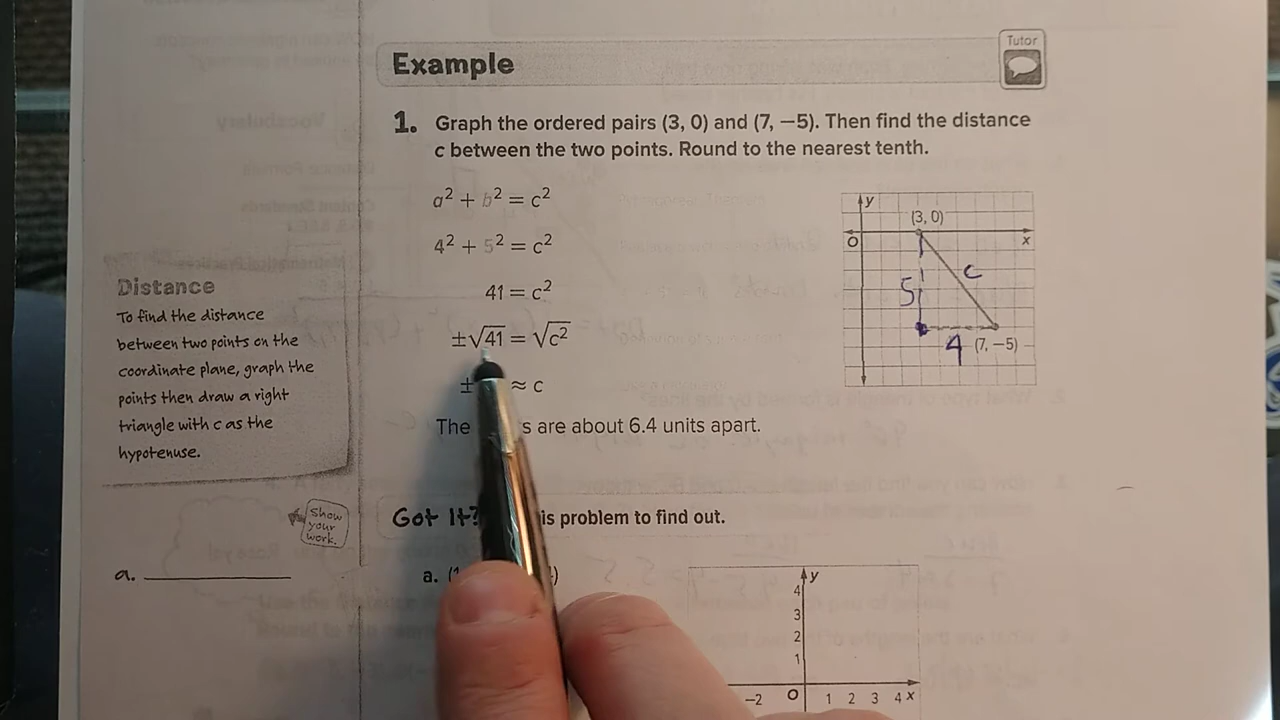 Tutor
Example
1. Graph the ordered pairs (3, 0) and (7, −5). Then find the distance
c between the two points. Round to the nearest tenth.
a² + b² = c²
4² + 5² = c²
41 = c²
±√41 = √c²
± ≈ c
The s are about 6.4 units apart.
y
(3, 0)
O
x
5
c
4
(7, −5)
Distance
To find the distance
between two points on the
coordinate plane, graph the
points then draw a right
triangle with c as the
hypotenuse.
Show
your
work.
Got It? is problem to find out.
a.
a. (1 )
y
4
3
2
1
−2 O 1 2 3 4 x